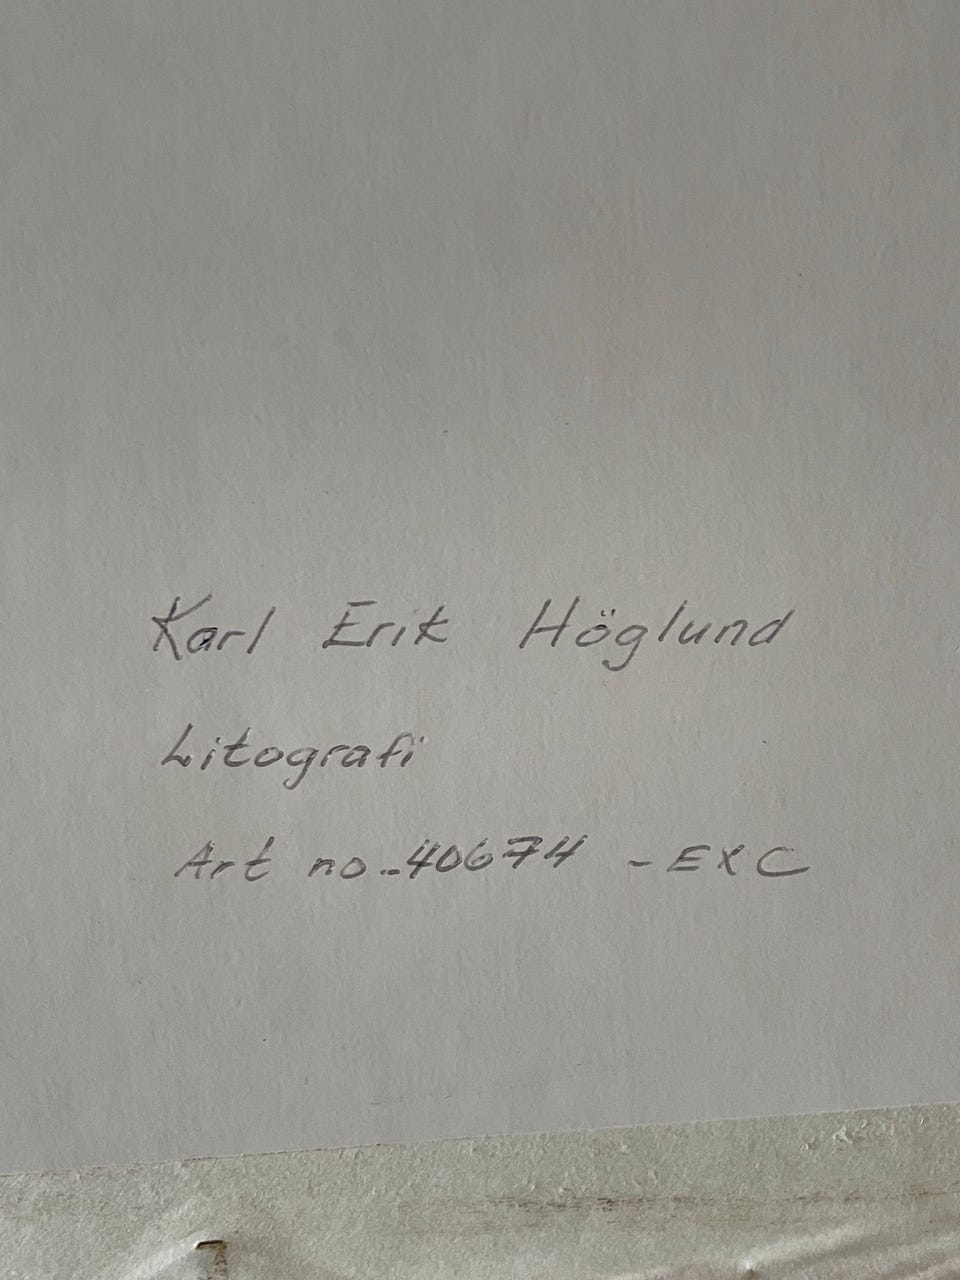 Karl Erik Höglund
Litografi
Art no..40674 - EXC